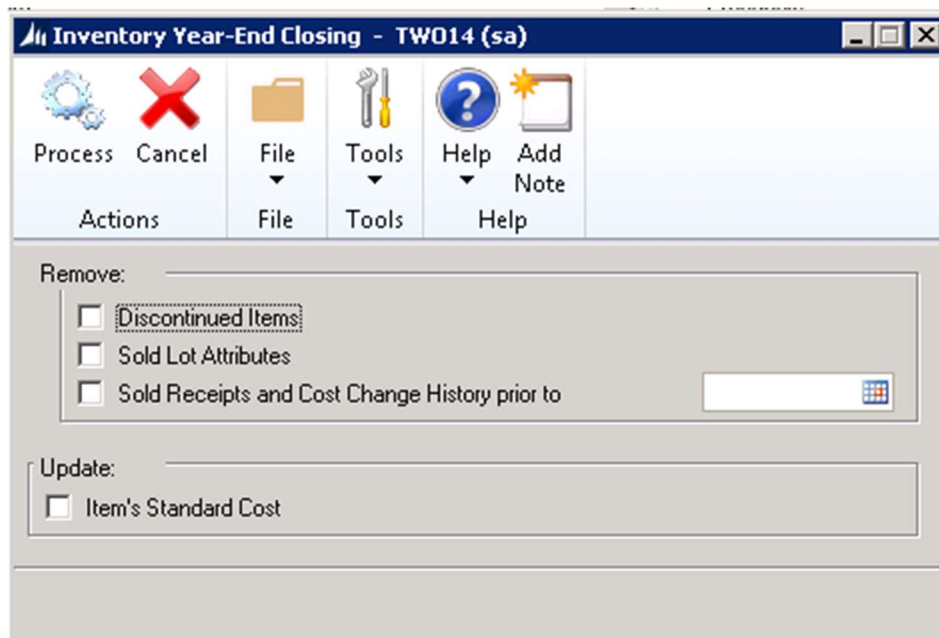 Inventory Year-End Closing - TWO14 (sa)
Process Cancel File Tools Help Add Note
Actions File Tools Help
Remove:
Discontinued Items
Sold Lot Attributes
Sold Receipts and Cost Change History prior to
Update:
Item's Standard Cost